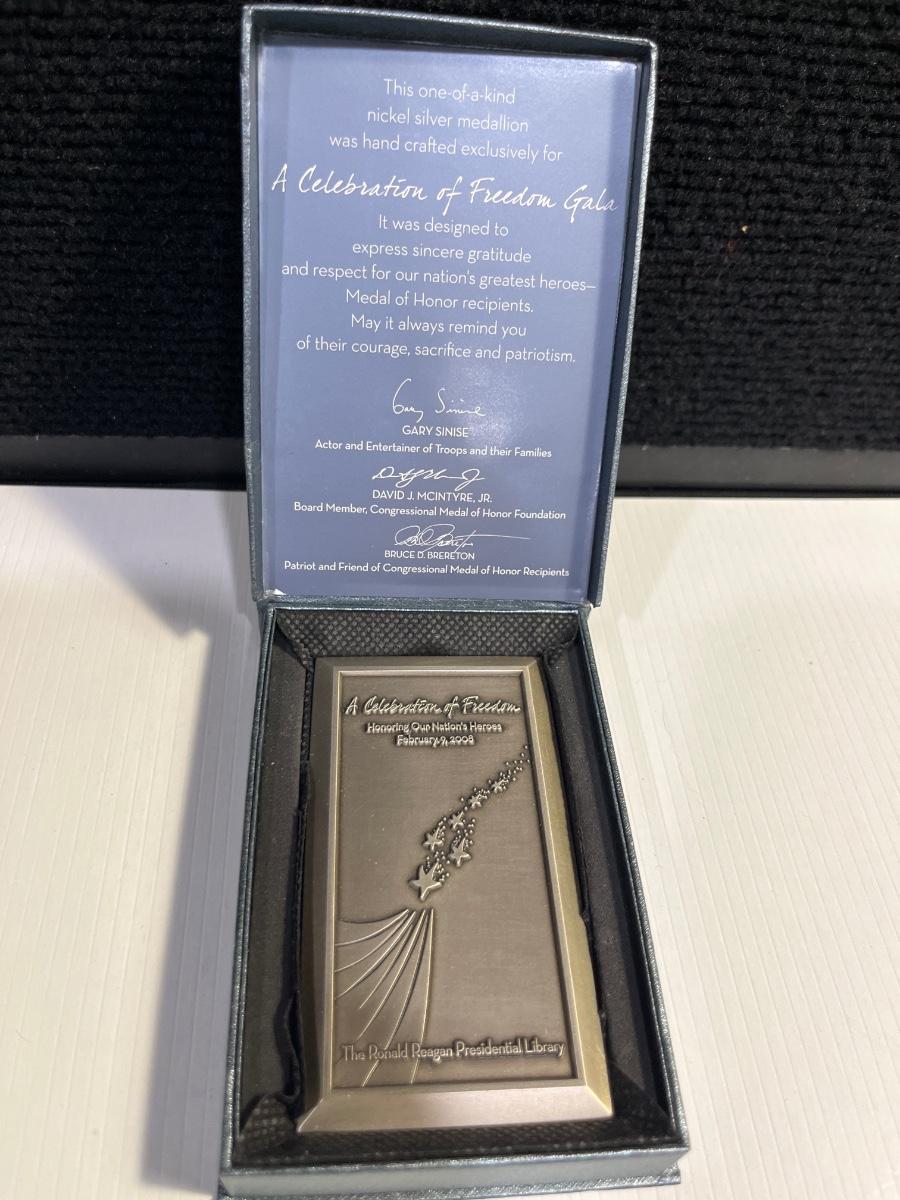 This one-of-a-kind
nickel silver medallion
was hand crafted exclusively for
A Celebration of Freedom Gala
It was designed to
express sincere gratitude
and respect for our nation's greatest heroes—
Medal of Honor recipients.
May it always remind you
of their courage, sacrifice and patriotism.
Gary Sinise
GARY SINISE
Actor and Entertainer of Troops and their Families
DAVID J. MCINTYRE, JR.
Board Member, Congressional Medal of Honor Foundation
BRUCE D. BRERETON
Patriot and Friend of Congressional Medal of Honor Recipients
A Celebration of Freedom
Honoring Our Nation's Heroes
February 9, 2008
The Ronald Reagan Presidential Library